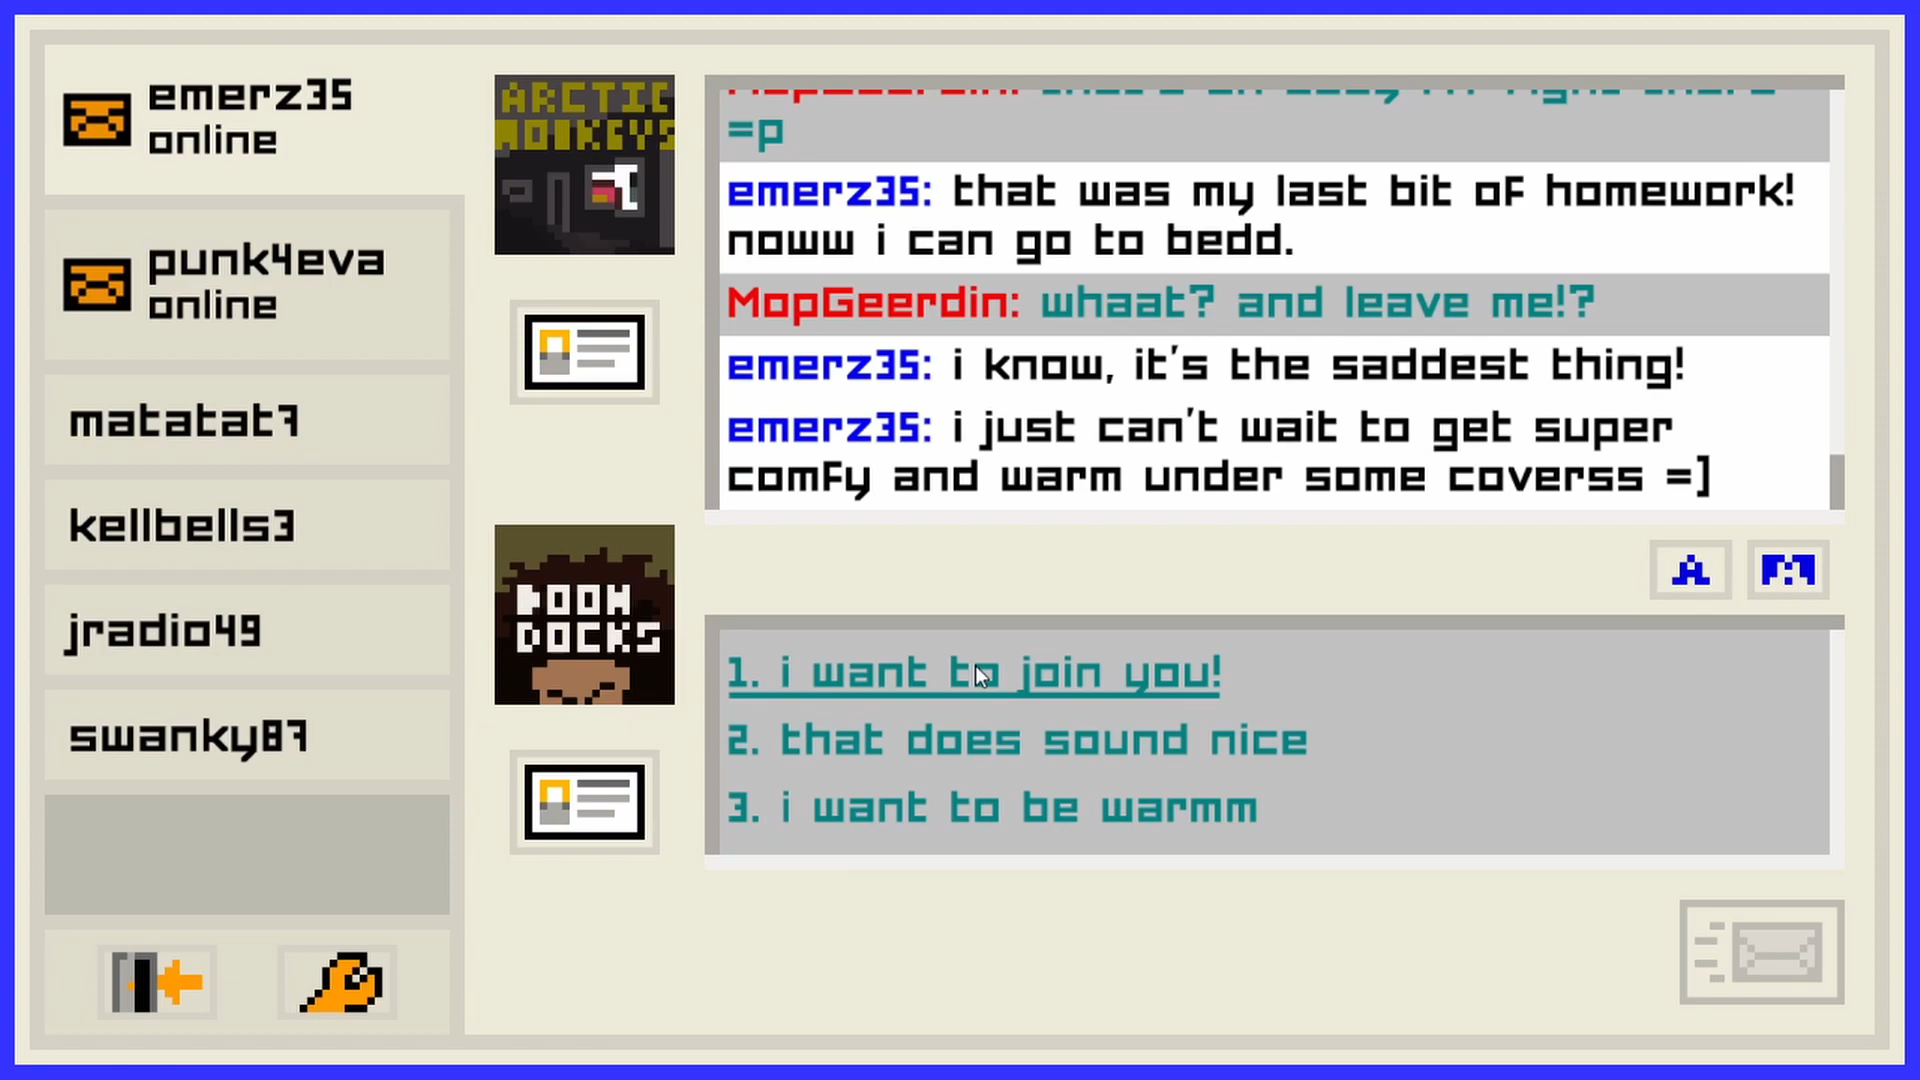 emerz35
online
punk4eva
online
matatat7
kellbells3
jradio49
swanky87
ARCTIC
MONKEYS
MopGeerdin:
=p
emerz35: that was my last bit of homework!
noww i can go to bedd.
MopGeerdin: whaat? and leave me!?
emerz35: i know, it's the saddest thing!
emerz35: i just can't wait to get super
comfy and warm under some coverss =]
A
BOON
DOCKS
1. i want to join you!
2. that does sound nice
3. i want to be warmm